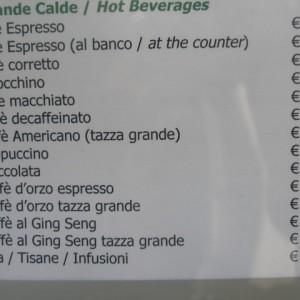 ande Calde / Hot Beverages
è Espresso €
è Espresso (al banco / at the counter) €
è corretto €
occhino €
e macchiato €
è decaffeinato €
fè Americano (tazza grande) €
ppuccino €
ccolata €
fè d'orzo espresso €
fè d'orzo tazza grande €
ffè al Ging Seng €
ffè al Ging Seng tazza grande €
a / Tisane / Infusioni €